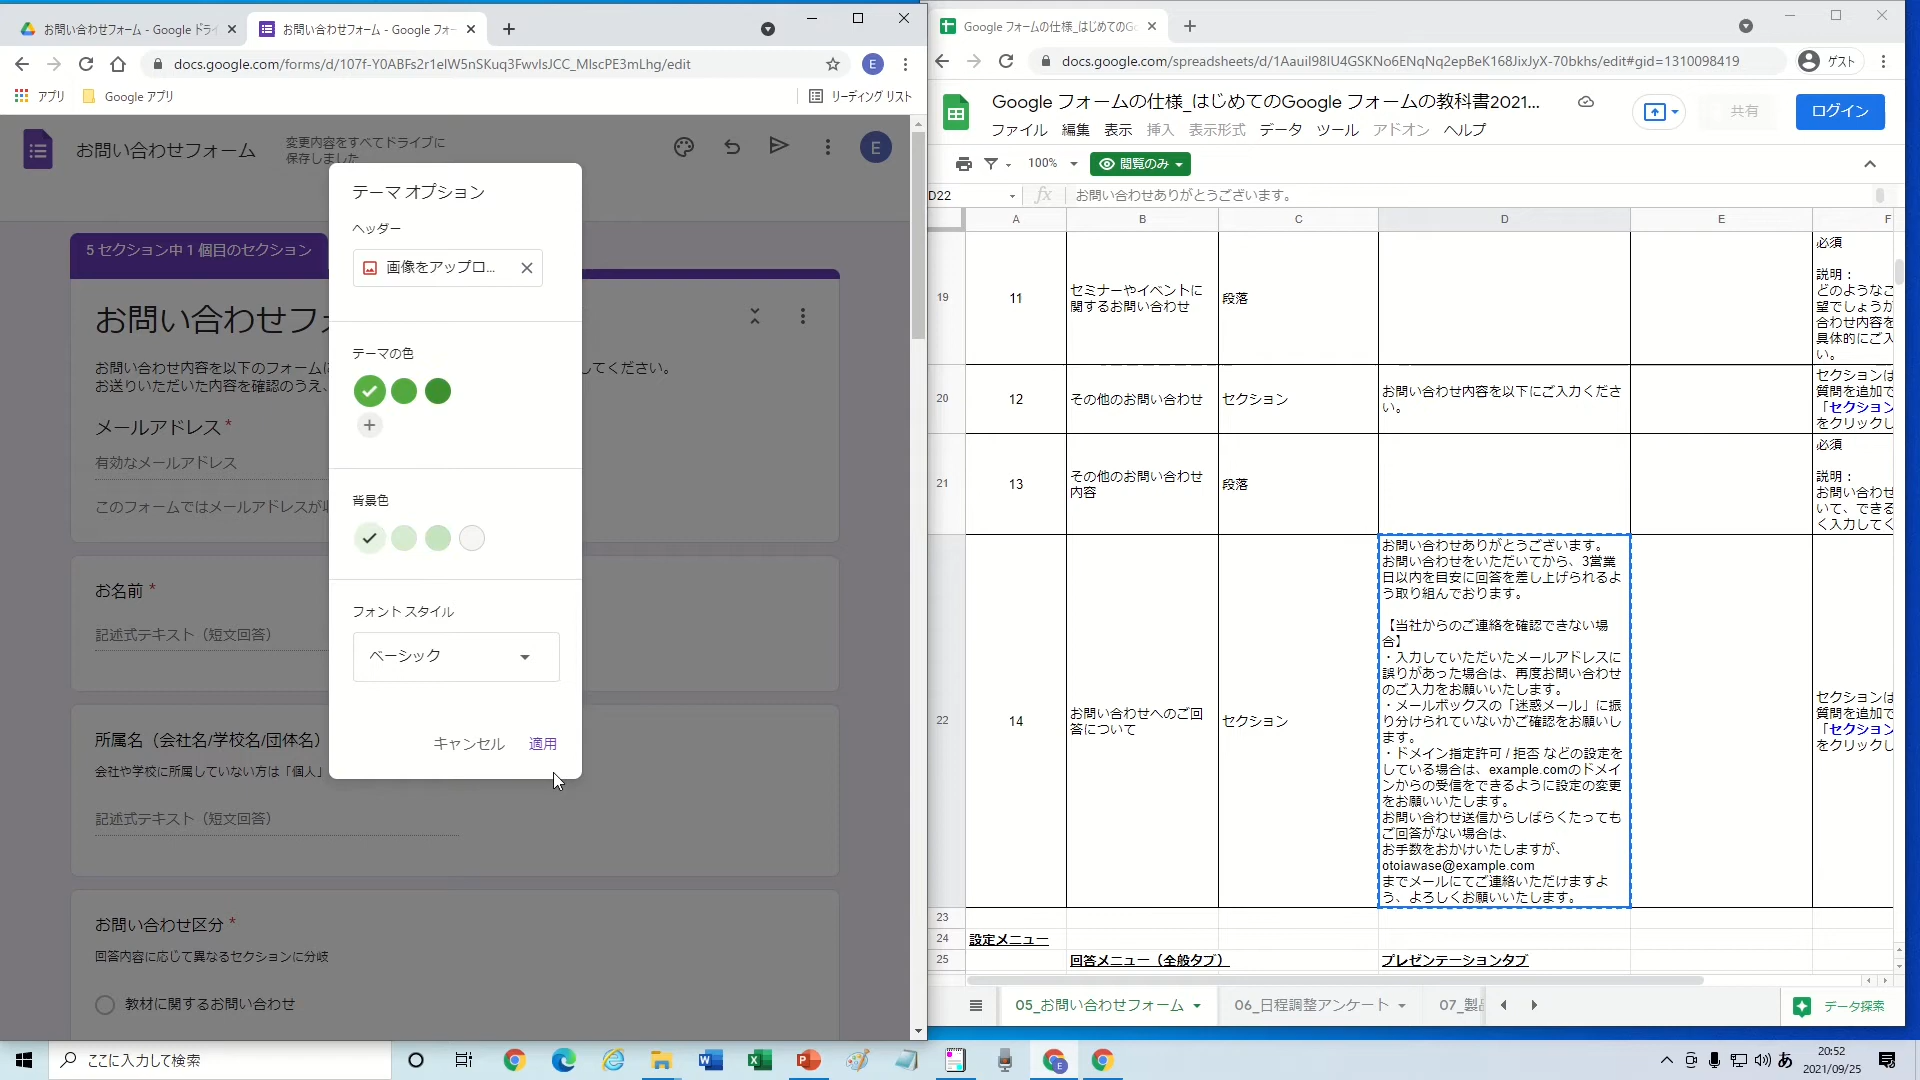 お問い合わせフォーム - Google ドラ
お問い合わせフォーム - Google フォー
docs.google.com/forms/d/107f-Y0ABFs2r1elW5nSKuq3FwvIsJCC_MIscPE3mLhg/edit
E
アプリ
Google アプリ
リーディング リスト
お問い合わせフォーム
変更内容をすべてドライブに
保存しました
E
5 セクション中 1 個目のセクション
お問い合わせフォ
お問い合わせ内容を以下のフォームに
してください。
お送りいただいた内容を確認のうえ、
メールアドレス *
有効なメールアドレス
このフォームではメールアドレスが収
お名前 *
記述式テキスト（短文回答）
所属名（会社名/学校名/団体名）
会社や学校に所属していない方は「個人」
記述式テキスト（短文回答）
お問い合わせ区分 *
回答内容に応じて異なるセクションに分岐
教材に関するお問い合わせ
テーマ オプション
ヘッダー
画像をアップロ...
テーマの色
背景色
フォント スタイル
ベーシック
キャンセル
適用
Google フォームの仕様_はじめてのGo
docs.google.com/spreadsheets/d/1Aauil98lU4GSKNo6ENqNq2epBeK168JixJyX-70bkhs/edit#gid=1310098419
ゲスト
Google フォームの仕様_はじめてのGoogle フォームの教科書2021...
ファイル 編集 表示 挿入 表示形式 データ ツール アドオン ヘルプ
共有
ログイン
100%
閲覧のみ
D22
fx
お問い合わせありがとうございます。
A B C D E F
19
11
セミナーやイベントに
関するお問い合わせ
段落
必須
説明：
どのようなご
望でしょうか
合わせ内容を
具体的にご入
い。
20
12
その他のお問い合わせ
セクション
お問い合わせ内容を以下にご入力くださ
い。
セクションは
質問を追加で
「セクション
をクリックし
21
13
その他のお問い合わせ
内容
段落
必須
説明：
お問い合わせ
いて、できる
く入力してく
22
14
お問い合わせへのご回
答について
セクション
お問い合わせありがとうございます。
お問い合わせをいただいてから、3営業
日以内を目安に回答を差し上げられるよ
う取り組んでおります。
【当社からのご連絡を確認できない場
合】
・入力していただいたメールアドレスに
誤りがあった場合は、再度お問い合わせ
のご入力をお願いいたします。
・メールボックスの「迷惑メール」に振
り分けられていないかご確認をお願いし
ます。
・ドメイン指定許可 / 拒否 などの設定を
している場合は、example.comのドメイ
ンからの受信をできるように設定の変更
をお願いいたします。
お問い合わせ送信からしばらくたっても
ご回答がない場合は、
お手数をおかけいたしますが、
otoiawase@example.com
までメールにてご連絡いただけますよ
う、よろしくお願いいたします。
セクションは
質問を追加で
「セクション
をクリックし
23
24
設定メニュー
25
回答メニュー（全般タブ）
プレゼンテーションタブ
05_お問い合わせフォーム
06_日程調整アンケート
07_製品
データ探索
ここに入力して検索
あ
20:52
2021/09/25